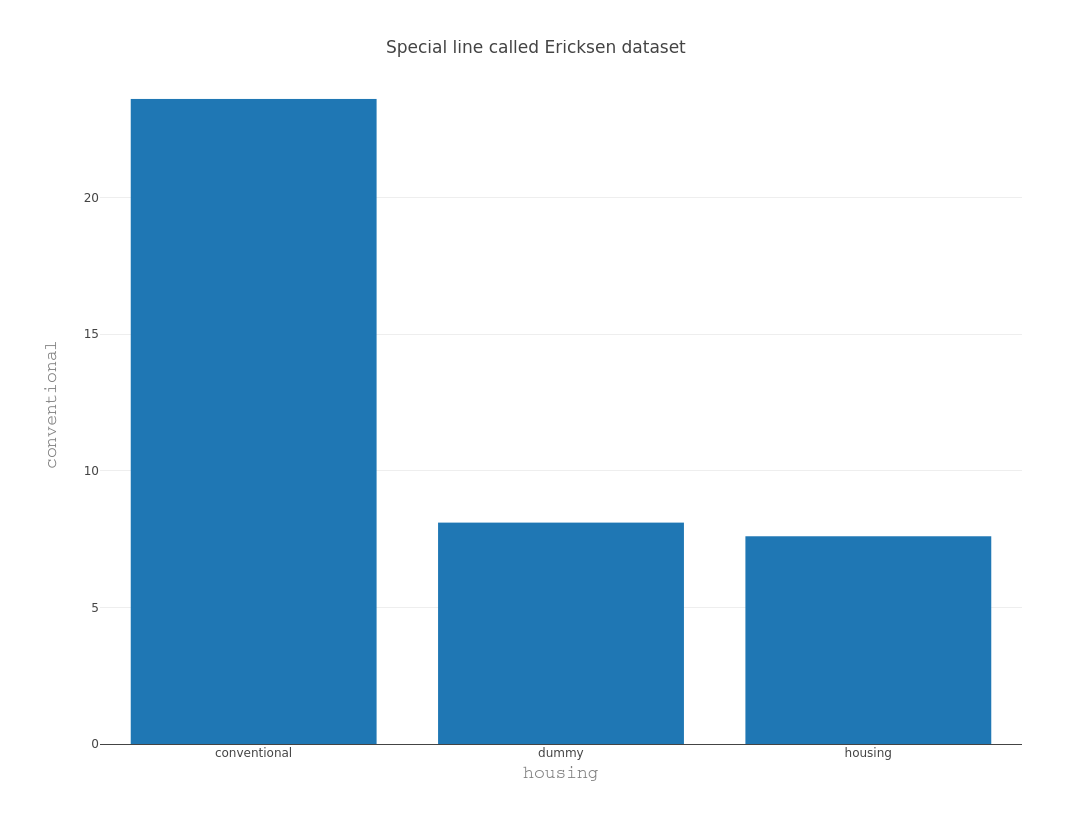 Special line called Ericksen dataset
conventional
20
15
10
5
0
conventional
dummy
housing
housing